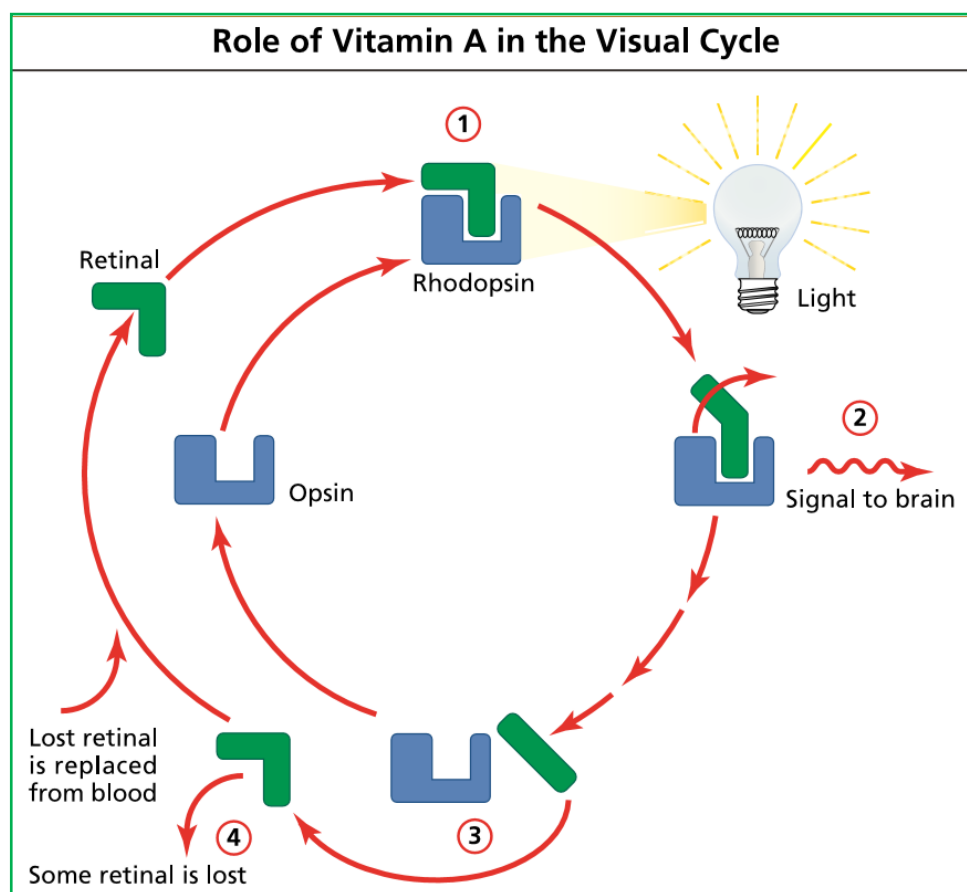 Role of Vitamin A in the Visual Cycle
1
Retinal
Rhodopsin
Light
2
Opsin
Signal to brain
Lost retinal
is replaced
from blood
4
3
Some retinal is lost